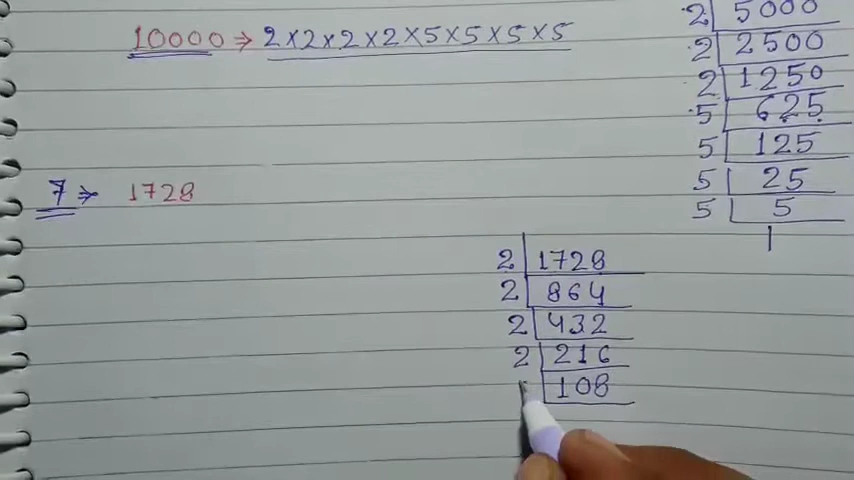 10000 → 2×2×2×2×5×5×5×5
2 | 5000
2 | 2500
2 | 1250
5 | 625
5 | 125
5 | 25
5 | 5
1
7 → 1728
2 | 1728
2 | 864
2 | 432
2 | 216
108